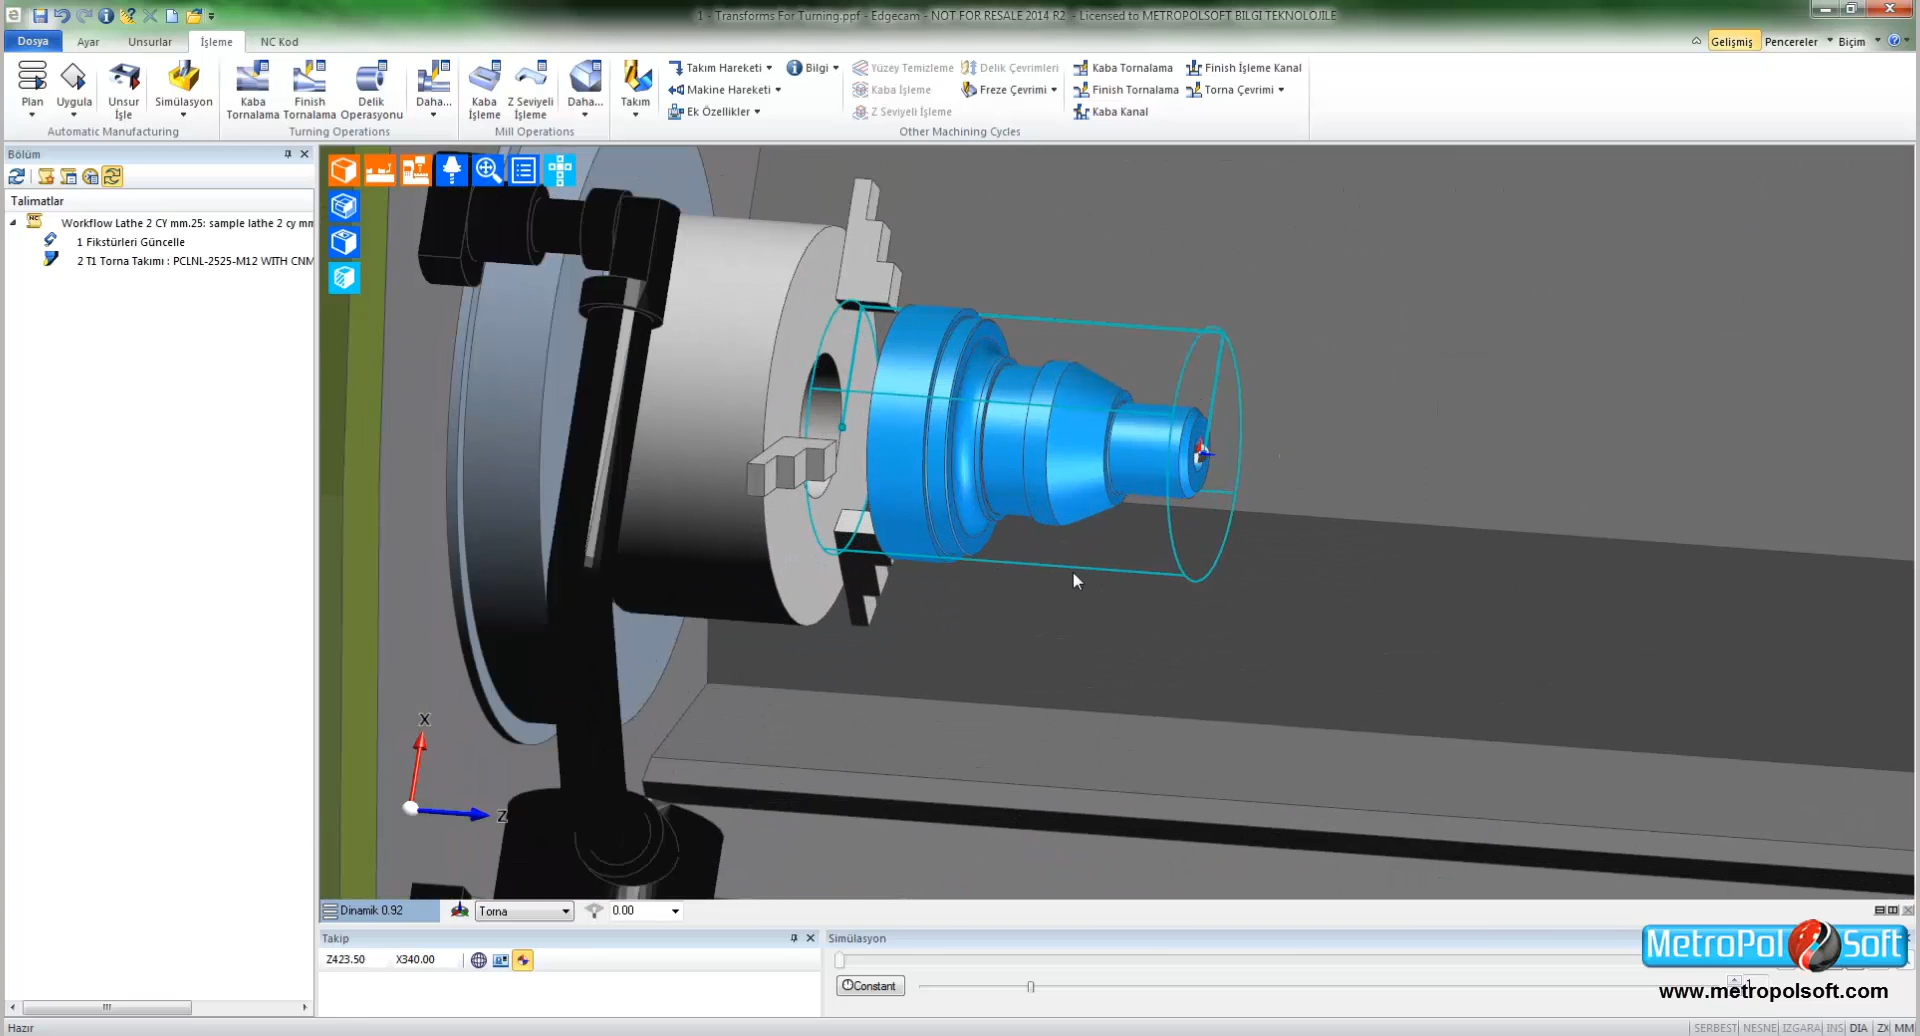 1 - Transforms For Turning.ppf - Edgecam - NOT FOR RESALE 2014 R2 - Licensed to METROPOLSOFT BILGI TEKNOLOJILE
Dosya Ayar Unsurlar İşleme NC Kod Gelişmiş Pencereler Biçim
Plan Uygula Unsur İşle Simülasyon
Automatic Manufacturing
Kaba Tornalama Finish Tornalama Delik Operasyonu Daha...
Turning Operations
Kaba İşleme Z Seviyeli İşleme Daha...
Mill Operations
Takım
Takım Hareketi
Makine Hareketi
Ek Özellikler
Bilgi
Yüzey Temizleme
Kaba İşleme
Z Seviyeli İşleme
Delik Çevrimleri
Freze Çevrimi
Kaba Tornalama
Finish Tornalama
Kaba Kanal
Finish İşleme Kanal
Torna Çevrimi
Other Machining Cycles
Bölüm
Talimatlar
NC
Workflow Lathe 2 CY mm.25: sample lathe 2 cy mm
1 Fikstürleri Güncelle
2 T1 Torna Takımı : PCLNL-2525-M12 WITH CNM
X
Z
Dinamik 0.92 Torna 0.00
Takip
Z423.50 X340.00
Simülasyon
Constant
MetroPol Soft
www.metropolsoft.com
Hazır
SERBEST NESNE IZGARA INS DIA ZX MM